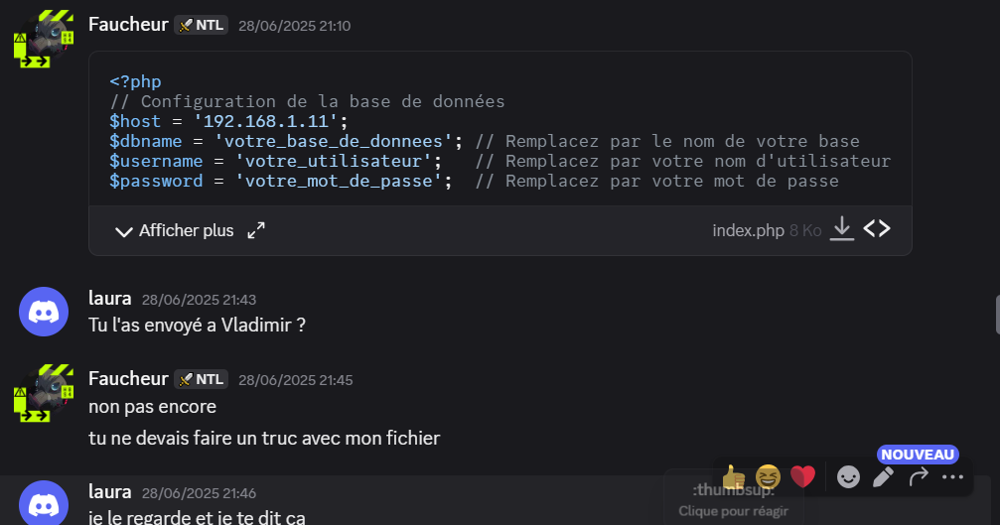 Faucheur NTL 28/06/2025 21:10
<?php
// Configuration de la base de données
$host = '192.168.1.11';
$dbname = 'votre_base_de_donnees'; // Remplacez par le nom de votre base
$username = 'votre_utilisateur'; // Remplacez par votre nom d'utilisateur
$password = 'votre_mot_de_passe'; // Remplacez par votre mot de passe
Afficher plus index.php 8 Ko
laura 28/06/2025 21:43
Tu l'as envoyé a Vladimir ?
Faucheur NTL 28/06/2025 21:45
non pas encore
tu ne devais faire un truc avec mon fichier
NOUVEAU
laura 28/06/2025 21:46
:thumbsup:
Clique pour réagir
je le regarde et je te dit ça